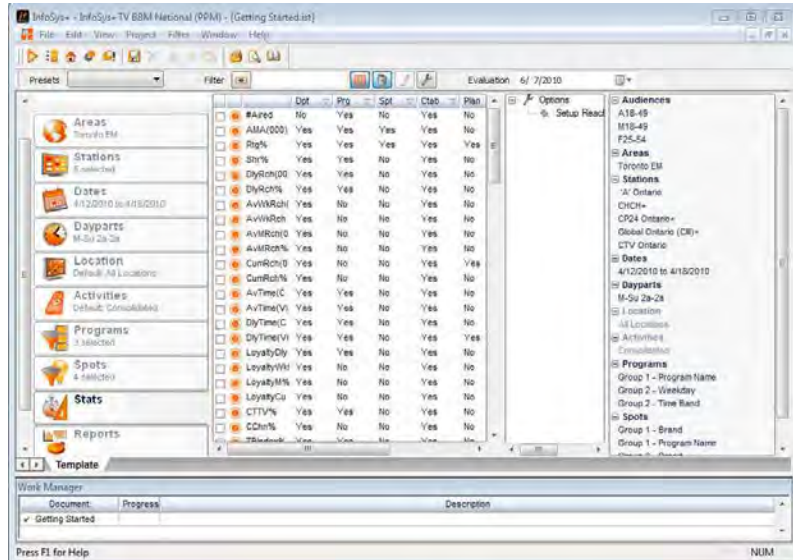 InfoSys+ - InfoSys+ TV BBM National (PPM) - [Getting Started.ist]
File Edit View Project Filter Window Help
Presets Filter Evaluation 6/ 7/2010
Areas
Toronto EM
Stations
5 selected
Dates
4/12/2010 to 4/18/2010
Dayparts
M-Su 2a-2a
Location
Default: All Locations
Activities
Default: Consolidated
Programs
3 selected
Spots
4 selected
Stats
Reports
Dpt Prg Spt Ctab Plan
#Aired No Yes No Yes No
AMA(000) Yes Yes Yes Yes No
Rtg% Yes Yes Yes Yes Yes
Shr% Yes Yes No Yes No
DlyRch(00 Yes Yes No Yes No
DlyRch% Yes Yes No Yes No
AvWkRch( Yes No No Yes No
AvWkRch Yes No No Yes No
AvMRch(0 Yes No No Yes No
AvMRch% Yes No No Yes No
CumRch(0 Yes No No Yes Yes
CumRch% Yes No No Yes No
AvTime(C Yes Yes No Yes No
AvTime(Vi Yes Yes No Yes No
DlyTime(C Yes Yes No Yes No
DlyTime(Vi Yes Yes No Yes Yes
LoyaltyDly Yes Yes No Yes No
LoyaltyWkl Yes No No Yes No
LoyaltyM% Yes No No Yes No
LoyaltyCu Yes No No Yes No
CTTV% Yes Yes No Yes No
CChn% Yes No No Yes No
Options
Setup Reach
Audiences
A18-49
M18-49
F25-54
Areas
Toronto EM
Stations
'A' Ontario
CHCH+
CP24 Ontario+
Global Ontario (CIII)+
CTV Ontario
Dates
4/12/2010 to 4/18/2010
Dayparts
M-Su 2a-2a
Location
All Locations
Activities
Consolidated
Programs
Group 1 - Program Name
Group 2 - Weekday
Group 2 - Time Band
Spots
Group 1 - Brand
Group 1 - Program Name
Template
Work Manager
Document Progress Description
Getting Started
Press F1 for Help NUM